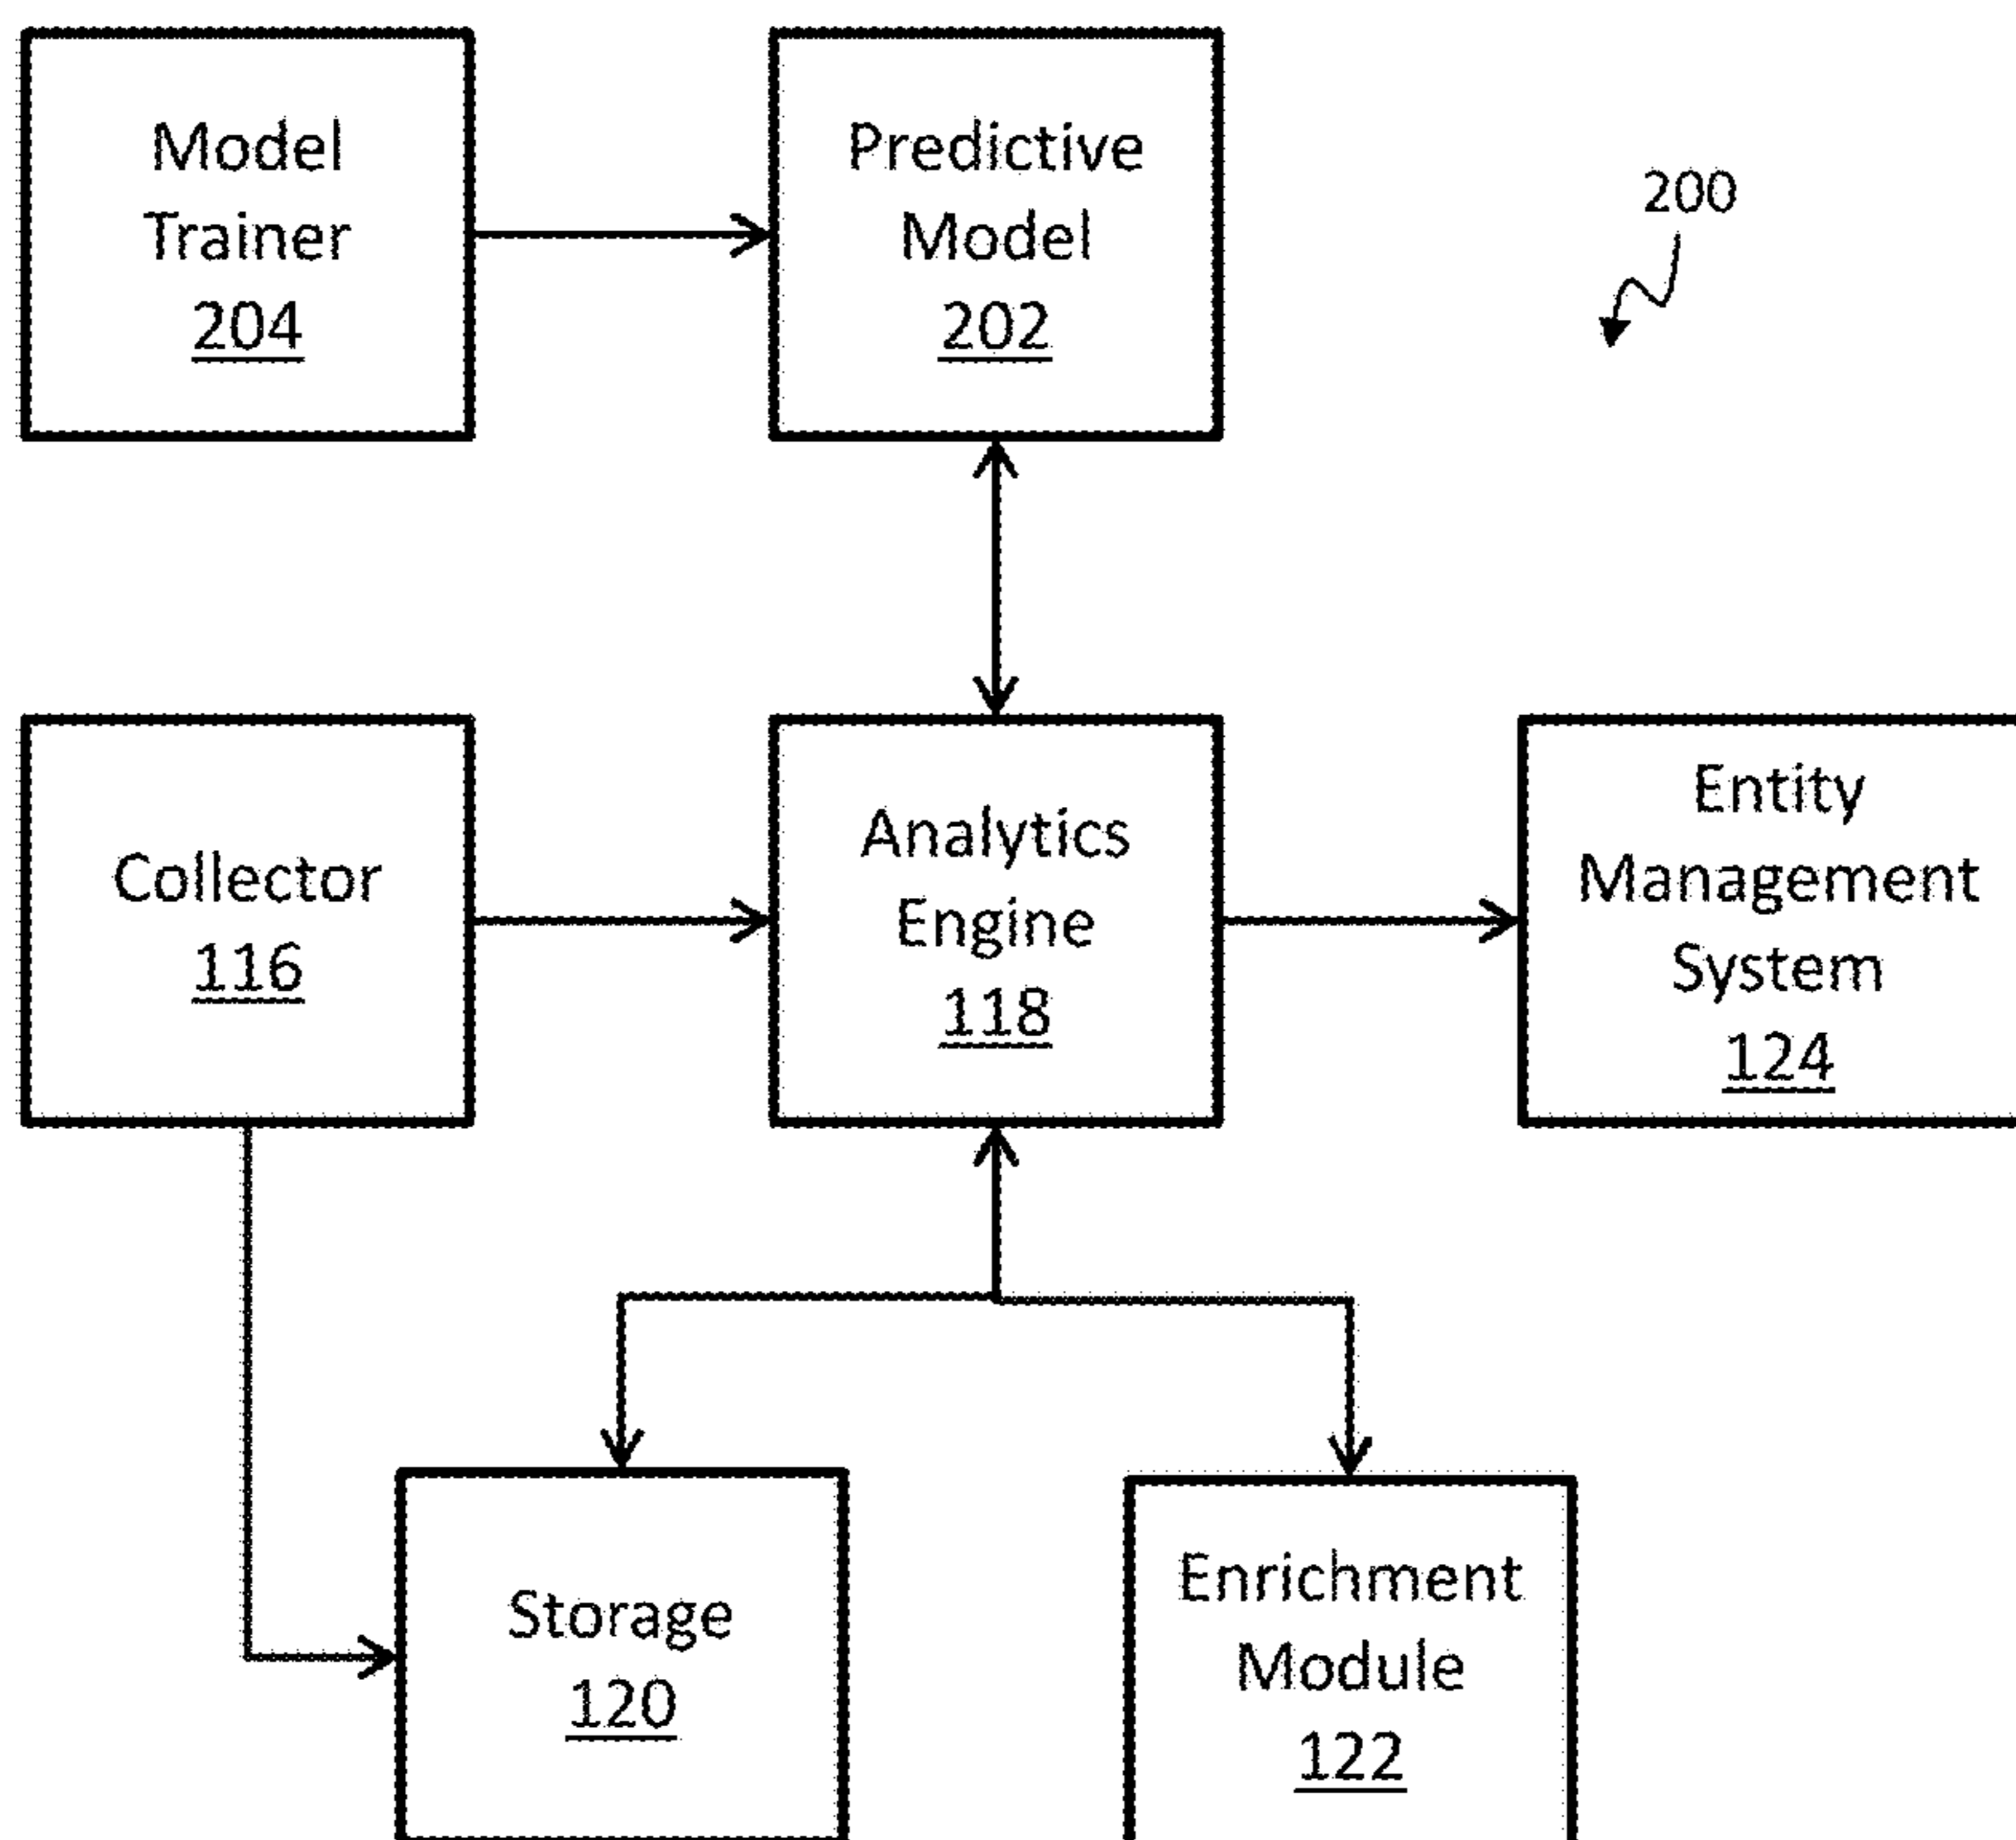 Model
Trainer
204
Predictive
Model
202
200
Collector
116
Analytics
Engine
118
Entity
Management
System
124
Storage
120
Enrichment
Module
122